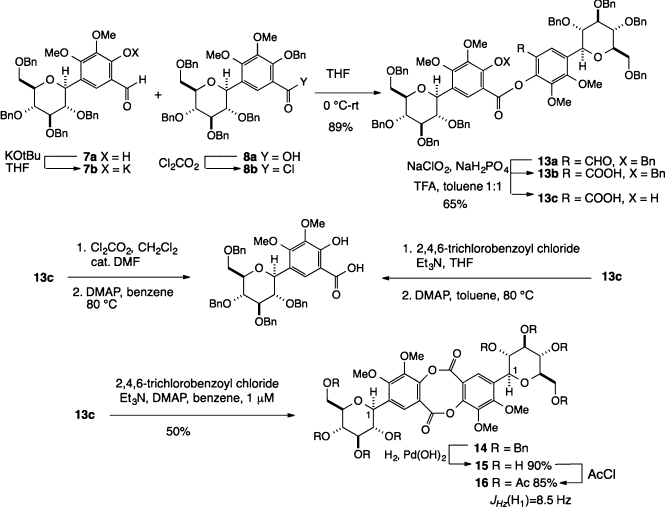 OBn
BnO OBn
OMe
MeO OX
OBn H
O H
O
OBn
BnO
OBn
+
OMe
OBn MeO OBn
O H Y
O
OBn
BnO
OBn
THF
0 °C-rt
89%
OMe
OBn MeO OX R H O
O H O OMe OBn
O OMe
OBn
BnO
OBn
KOtBu 7a X = H
THF 7b X = K
Cl2CO2 8a Y = OH
8b Y = Cl
NaClO2, NaH2PO4 13a R = CHO, X = Bn
13b R = COOH, X = Bn
TFA, toluene 1:1
65% 13c R = COOH, X = H
1. Cl2CO2, CH2Cl2
cat. DMF
13c
2. DMAP, benzene
80 °C
OMe
OBn MeO OH
O H OH
O
BnO OBn
OBn
1. 2,4,6-trichlorobenzoyl chloride
Et3N, THF
13c
2. DMAP, toluene, 80 °C
2,4,6-trichlorobenzoyl chloride
Et3N, DMAP, benzene, 1 µM
13c
50%
OR
RO OR
OMe O
MeO O 1 O
OR H OR
O H OMe
1 O OMe
RO OR O
OR
H2, Pd(OH)2 14 R = Bn
15 R = H 90%
AcCl
16 R = Ac 85%
JHz(H1)=8.5 Hz